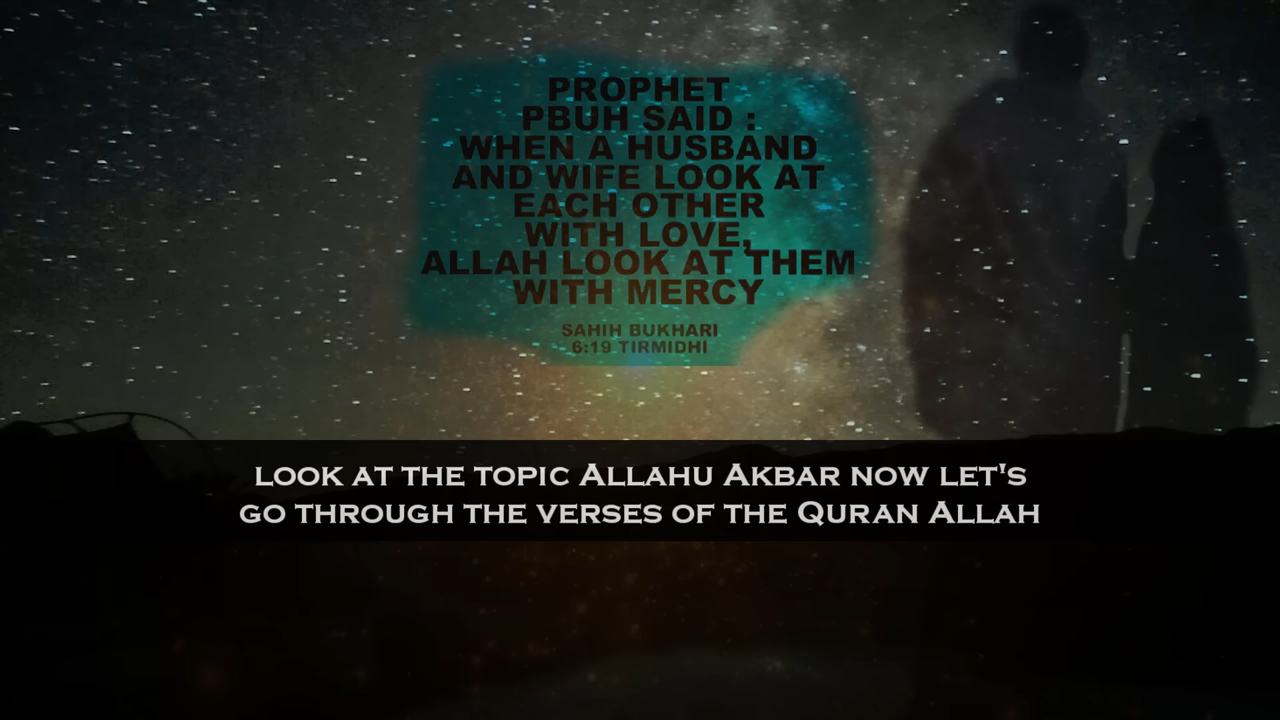 PROPHET
PBUH SAID :
WHEN A HUSBAND
AND WIFE LOOK AT
EACH OTHER
WITH LOVE,
ALLAH LOOK AT THEM
WITH MERCY
SAHIH BUKHARI
6:19 TIRMIDHI
LOOK AT THE TOPIC ALLAHU AKBAR NOW LET'S
GO THROUGH THE VERSES OF THE QURAN ALLAH